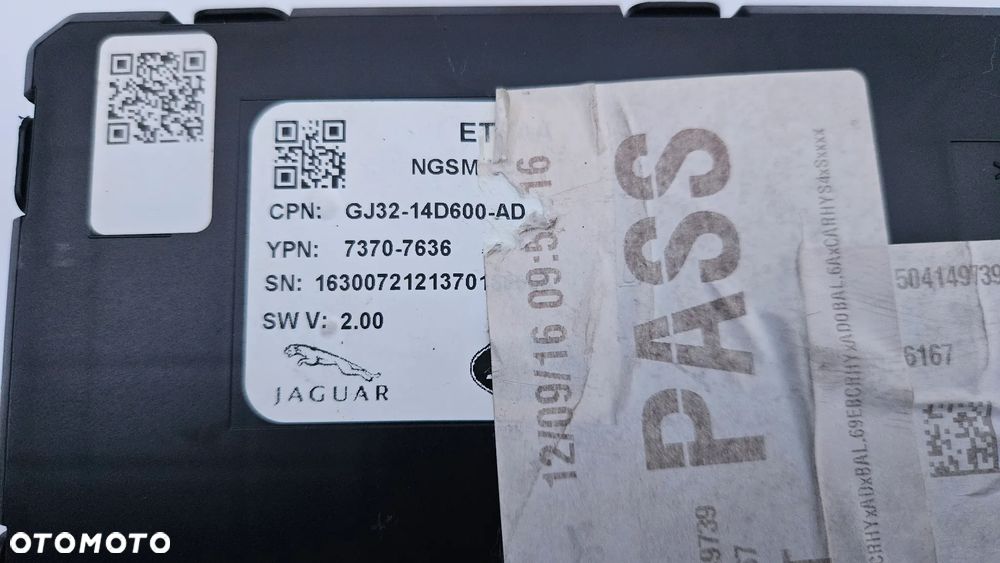 NGSM
CPN: GJ32-14D600-AD
YPN: 7370-7636
SN: 16300721213701
SW V: 2.00
JAGUAR
12/09/16 09:5
16
PASS
504149739
6167
9739
OTOMOTO